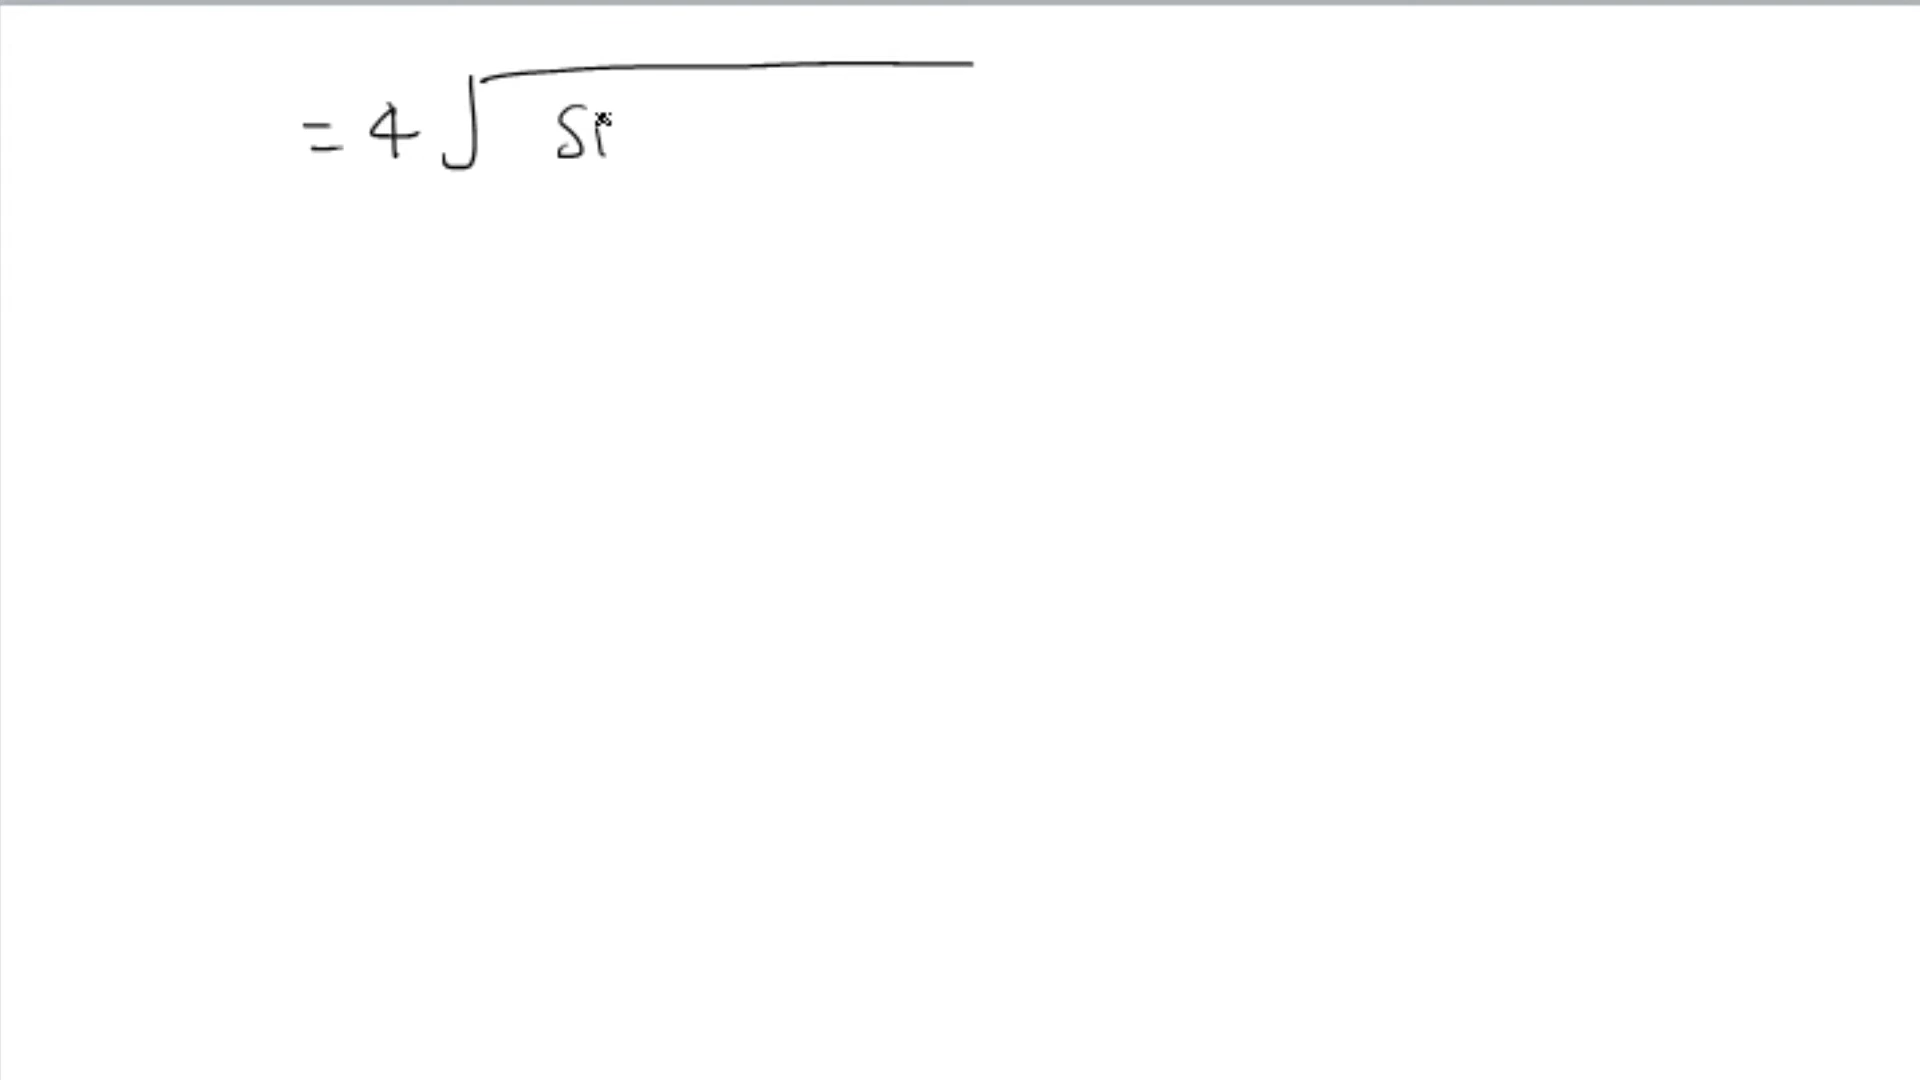 = 4 √ si